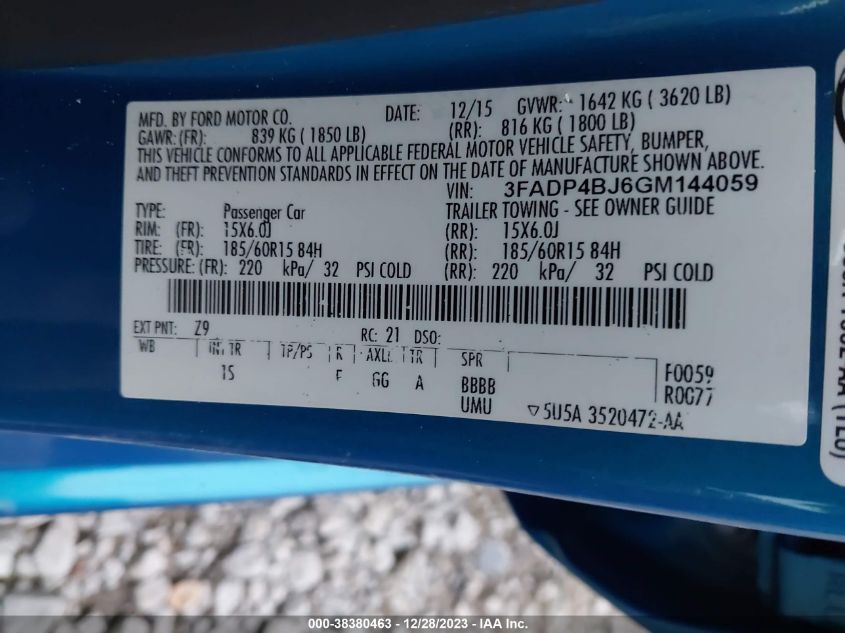 MFD. BY FORD MOTOR CO. DATE: 12/15 GVWR: 1642 KG ( 3620 LB)
GAWR: (FR): 839 KG ( 1850 LB) (RR): 816 KG ( 1800 LB)
THIS VEHICLE CONFORMS TO ALL APPLICABLE FEDERAL MOTOR VEHICLE SAFETY, BUMPER,
AND THEFT PREVENTION STANDARDS IN EFFECT ON THE DATE OF MANUFACTURE SHOWN ABOVE.
VIN: 3FADP4BJ6GM144059
TYPE: Passenger Car TRAILER TOWING - SEE OWNER GUIDE
RIM: (FR): 15X6.0J (RR): 15X6.0J
TIRE: (FR): 185/60R15 84H (RR): 185/60R15 84H
PRESSURE: (FR): 220 kPa/ 32 PSI COLD (RR): 220 kPa/ 32 PSI COLD
EXT PNT: Z9 RC: 21 DSO:
WB INT TR TP/PS R AXLE TR SPR
1S F GG A BBBB
UMU
F0059
▽5U5A 3520472-AA
000-38380463 - 12/28/2023 - IAA Inc.